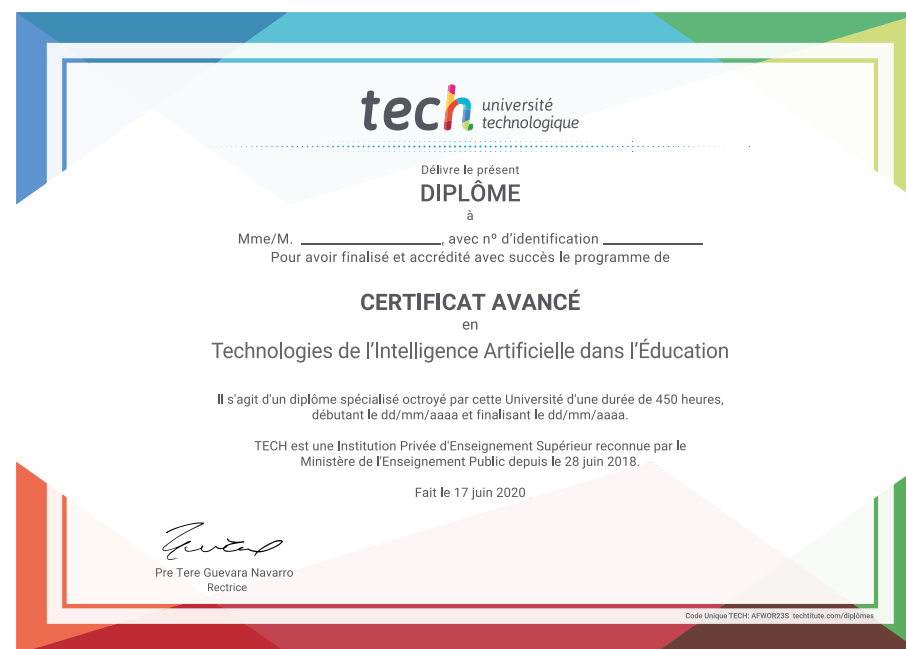 tech université
technologique
Délivre le présent
DIPLÔME
à
Mme/M. ____________________, avec nº d'identification ______________
Pour avoir finalisé et accrédité avec succès le programme de
CERTIFICAT AVANCÉ
en
Technologies de l'Intelligence Artificielle dans l'Éducation
Il s'agit d'un diplôme spécialisé octroyé par cette Université d'une durée de 450 heures,
débutant le dd/mm/aaaa et finalisant le dd/mm/aaaa.
TECH est une Institution Privée d'Enseignement Supérieur reconnue par le
Ministère de l'Enseignement Public depuis le 28 juin 2018.
Fait le 17 juin 2020
Pre Tere Guevara Navarro
Rectrice
Code Unique TECH: AFWOR23S techtitute.com/diplômes